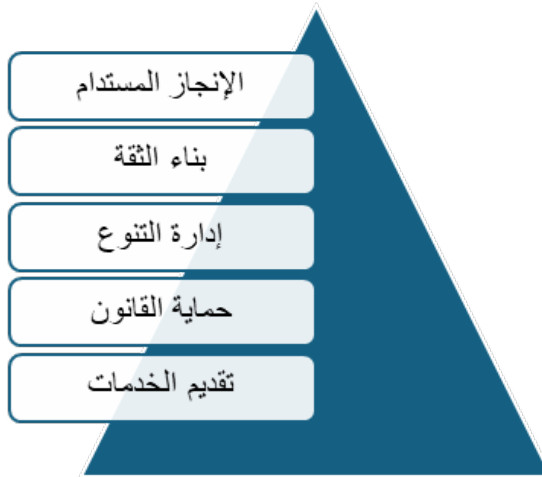 الإنجاز المستدام
بناء الثقة
إدارة التنوع
حماية القانون
تقديم الخدمات